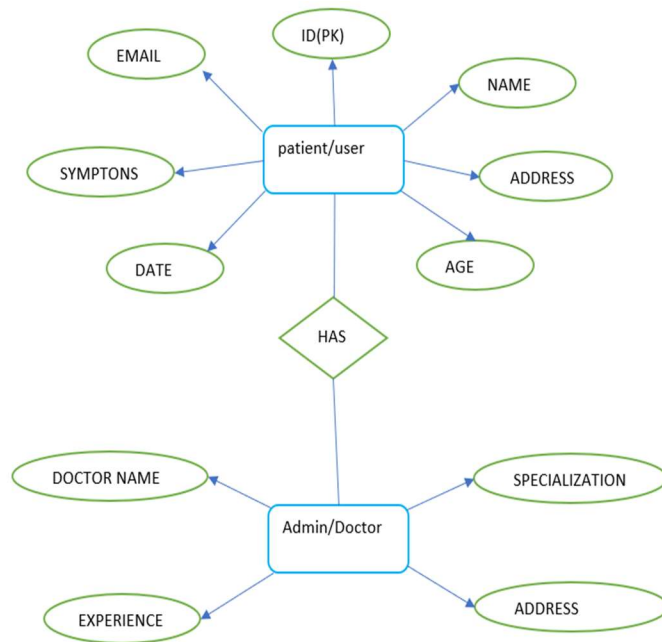 ID(PK)
EMAIL
NAME
patient/user
SYMPTONS
ADDRESS
DATE
AGE
HAS
DOCTOR NAME
SPECIALIZATION
Admin/Doctor
EXPERIENCE
ADDRESS